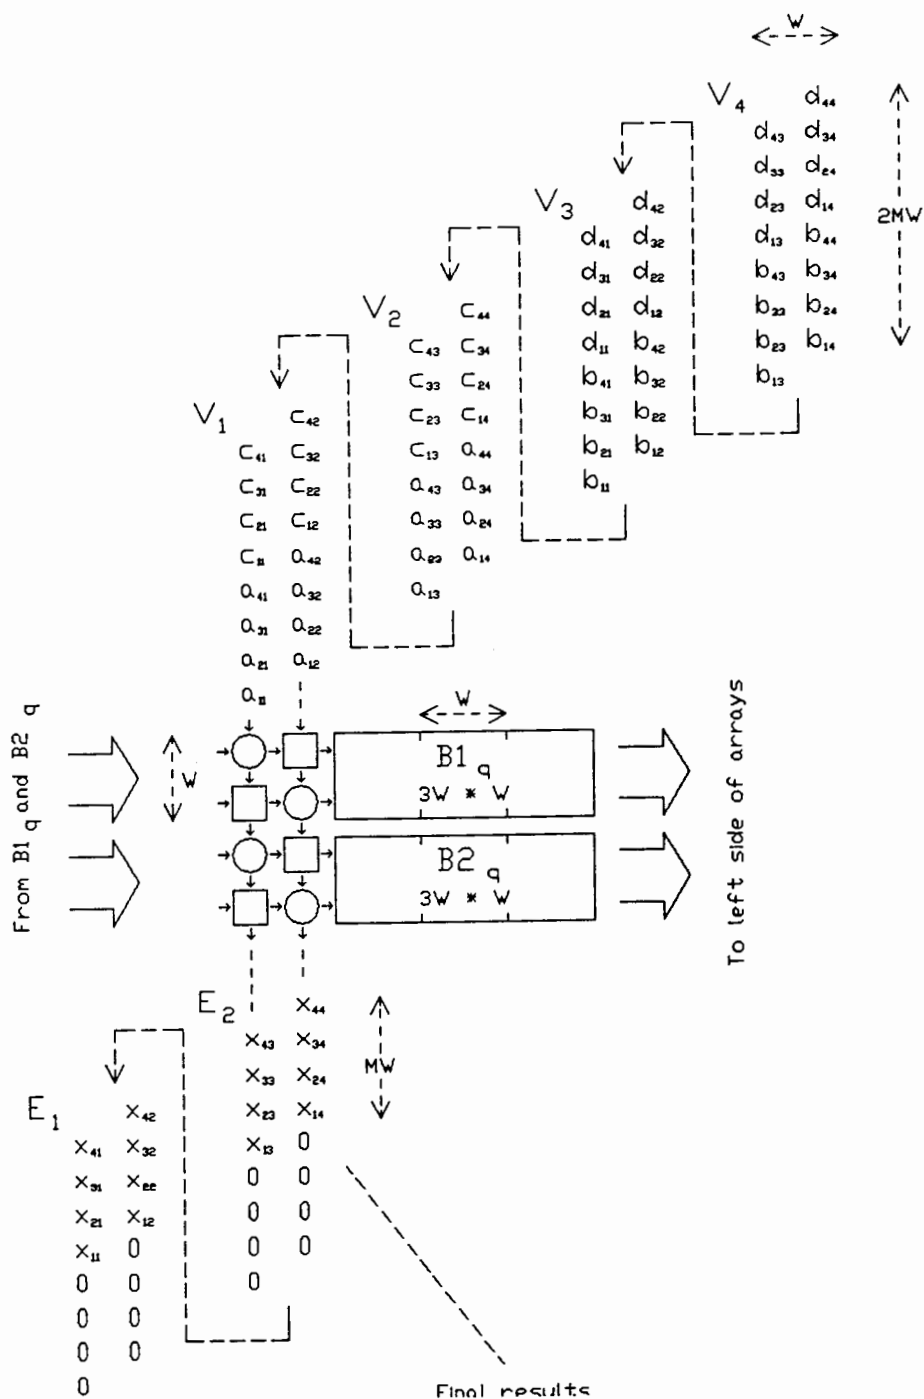 W
V4 d44
d43 d34
d33 d24
V3 d42 d23 d14 2MW
d41 d32 d13 b44
d31 d22 b43 b34
V2 c44 d21 d12 b33 b24
c43 c34 d11 b42 b23 b14
c33 c24 b41 b32 b13
V1 c42 c23 c14 b31 b22
c41 c32 c13 a44 b21 b12
c31 c22 a43 a34 b11
c21 c12 a33 a24
c11 a42 a23 a14
a41 a32 a13
a31 a22
a21 a12
a11 W
From B1q and B2q
W
B1q
3W * W
B2q
3W * W
To left side of arrays
E2 x44
x43 x34
x33 x24 MW
E1 x42 x23 x14
x41 x32 x13 0
x31 x22 0 0
x21 x12 0 0
x11 0 0 0
0 0 0
0 0
0 0
0
Final results